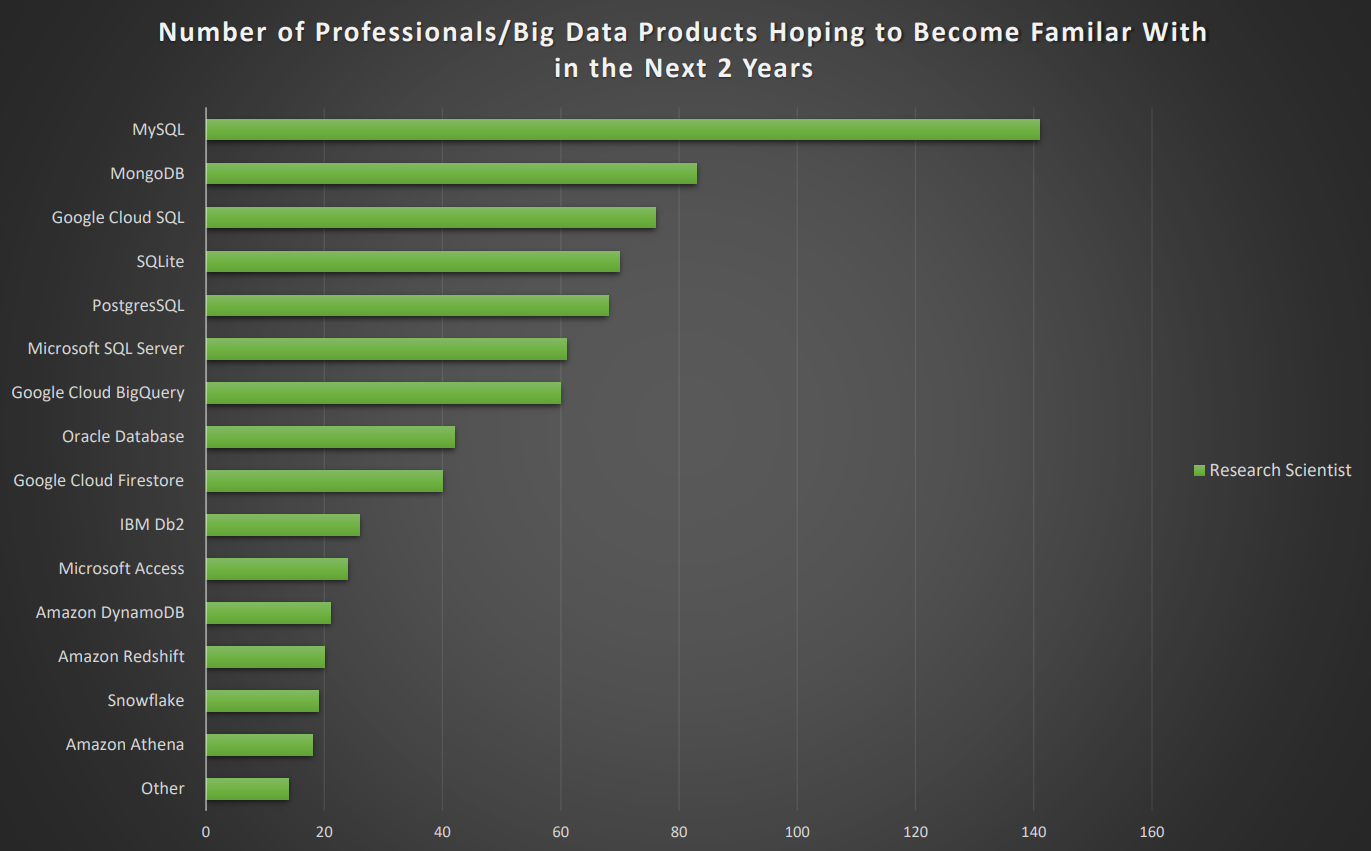 Number of Professionals/Big Data Products Hoping to Become Familar With
in the Next 2 Years
MySQL
MongoDB
Google Cloud SQL
SQLite
PostgresSQL
Microsoft SQL Server
Google Cloud BigQuery
Oracle Database
Google Cloud Firestore
Research Scientist
IBM Db2
Microsoft Access
Amazon DynamoDB
Amazon Redshift
Snowflake
Amazon Athena
Other
0 20 40 60 80 100 120 140 160